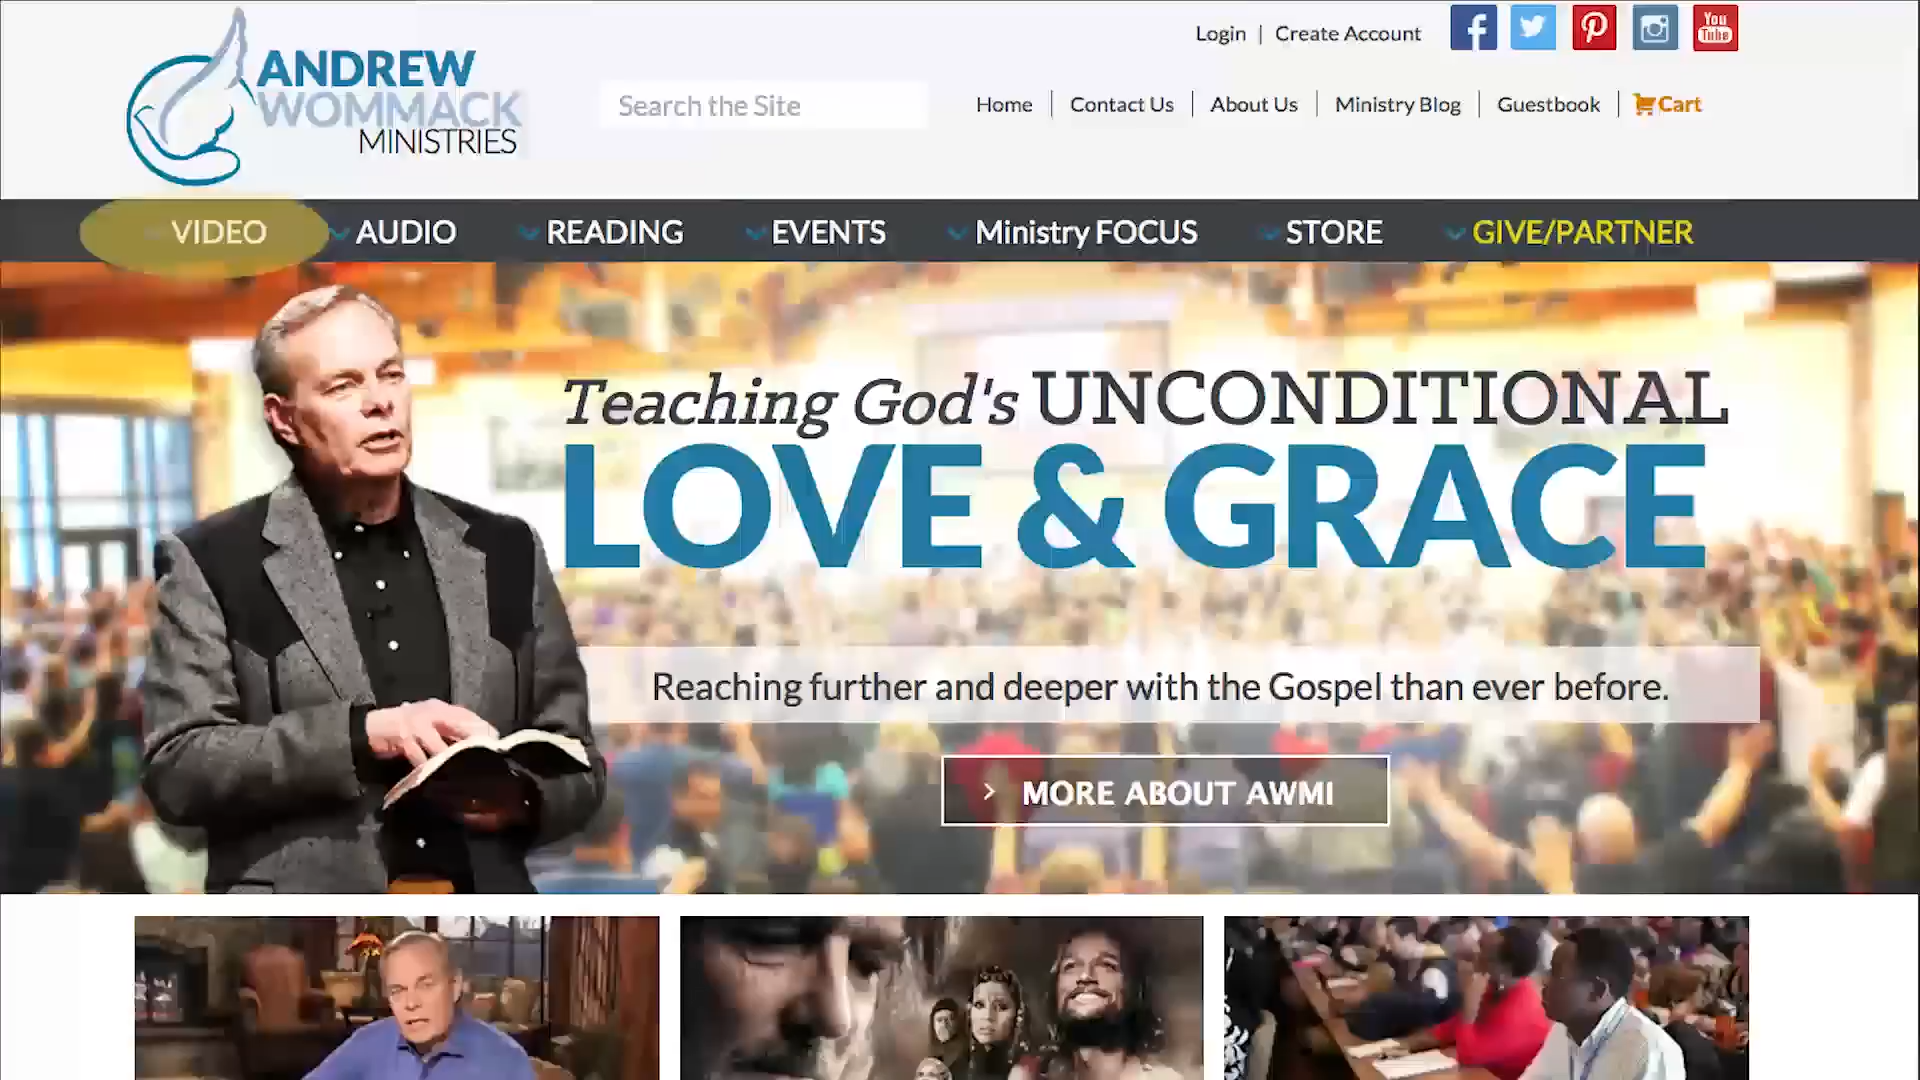 Login | Create Account
You
Tube
ANDREW
WOMMACK
MINISTRIES
Search the Site
Home | Contact Us | About Us | Ministry Blog | Guestbook | Cart
VIDEO AUDIO READING EVENTS Ministry FOCUS STORE GIVE/PARTNER
Teaching God's UNCONDITIONAL
LOVE & GRACE
Reaching further and deeper with the Gospel than ever before.
> MORE ABOUT AWMI